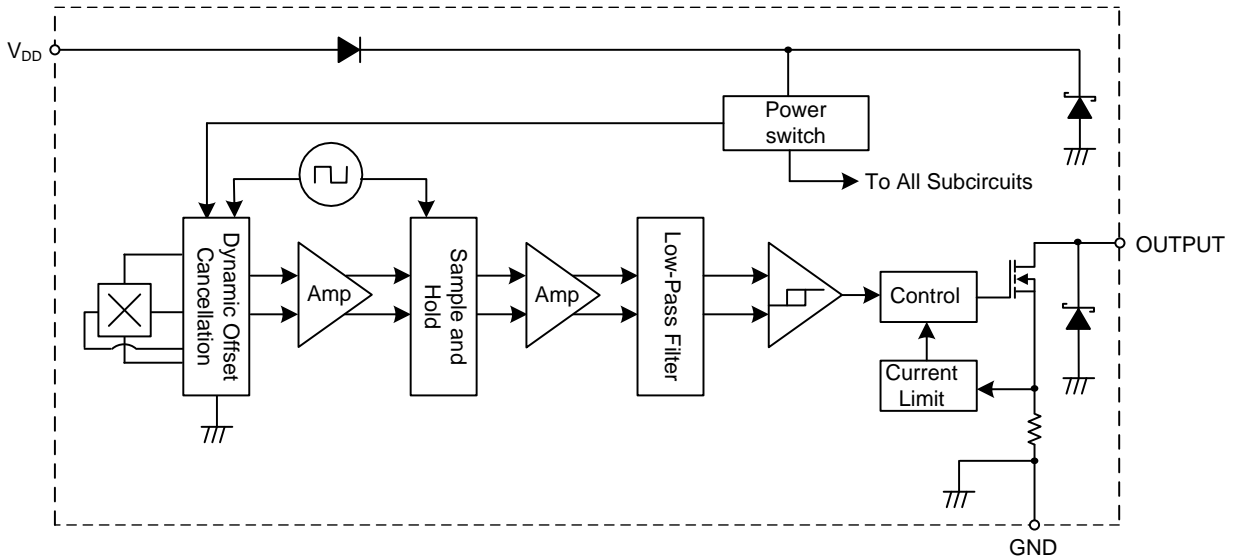 VDD
Power
switch
To All Subcircuits
Dynamic Offset
Cancellation
Amp
Sample and
Hold
Amp
Low-Pass Filter
Control
Current
Limit
OUTPUT
GND